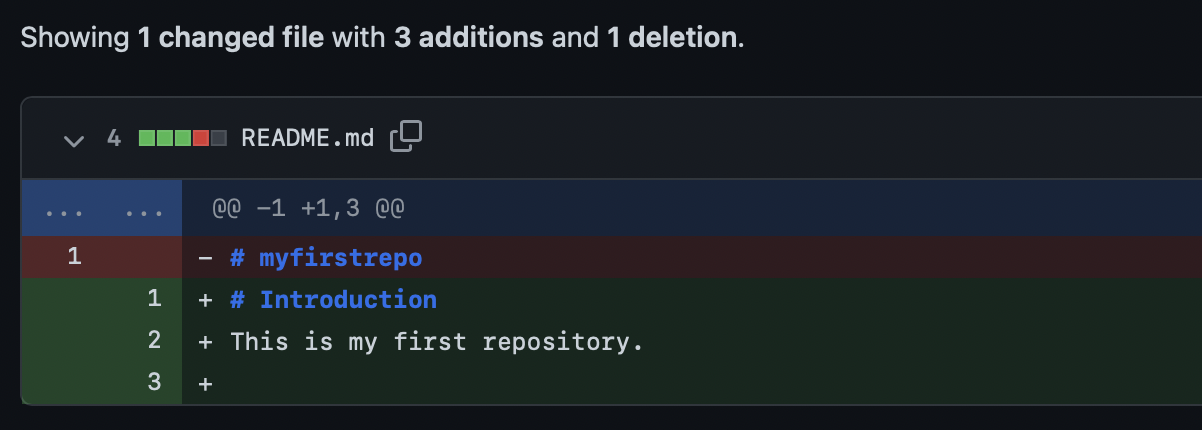 Showing 1 changed file with 3 additions and 1 deletion.
4 README.md
... ... @@ -1 +1,3 @@
1 - # myfirstrepo
1 + # Introduction
2 + This is my first repository.
3 +